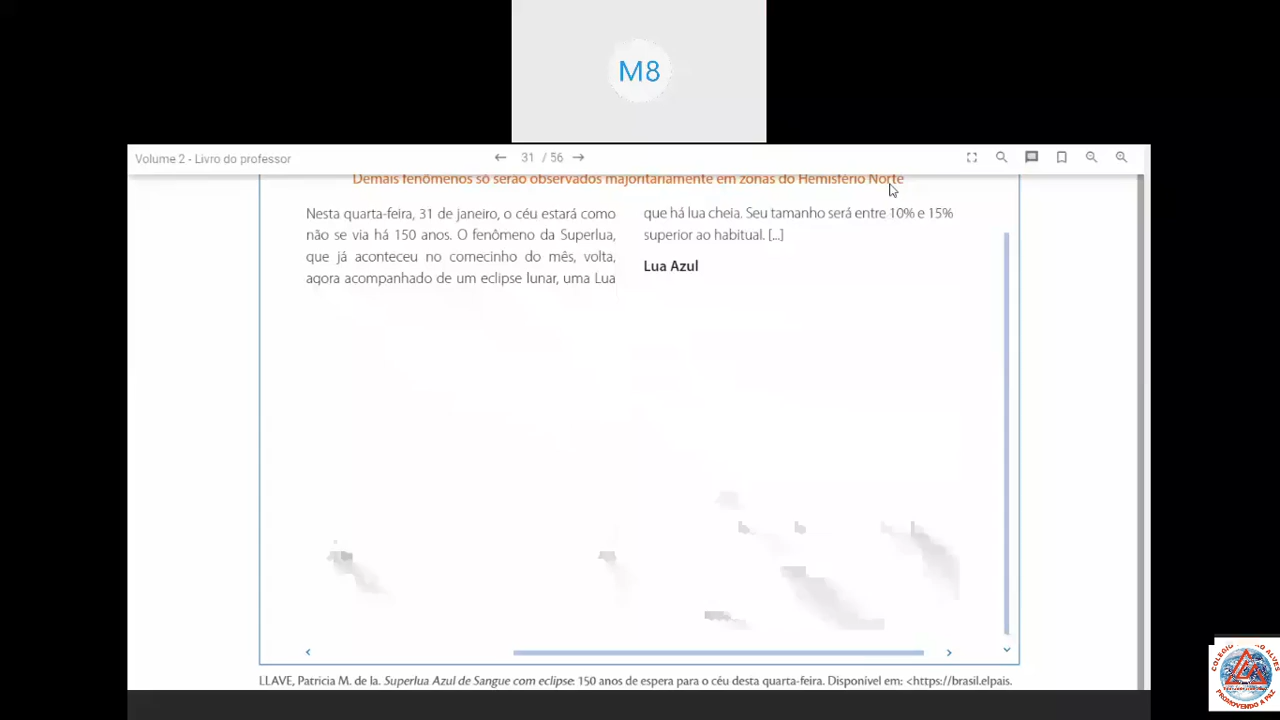 M8
Volume 2 - Livro do professor
31 / 56
Demais fenômenos só serão observados majoritariamente em zonas do Hemisfério Norte
Nesta quarta-feira, 31 de janeiro, o céu estará como
não se via há 150 anos. O fenômeno da Superlua,
que já aconteceu no comecinho do mês, volta,
agora acompanhado de um eclipse lunar, uma Lua
que há lua cheia. Seu tamanho será entre 10% e 15%
superior ao habitual. [...]
Lua Azul
LLAVE, Patricia M. de la. Superlua Azul de Sangue com eclipse: 150 anos de espera para o céu desta quarta-feira. Disponível em: <https://brasil.elpais.
PROMOVENDO A PAZ